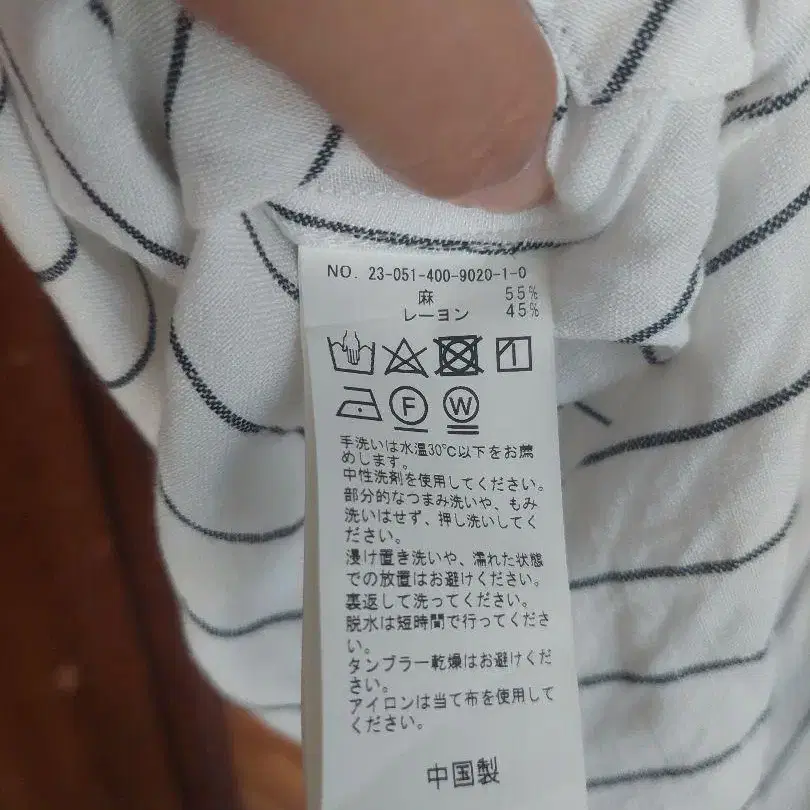 NO. 23-051-400-9020-1-0
麻 55%
レーヨン 45%
F W
手洗いは水温30℃以下をお薦
めします。
中性洗剤を使用してください。
部分的なつまみ洗いや、もみ
洗いはせず、押し洗いしてく
ださい。
浸け置き洗いや、濡れた状態
での放置はお避けください。
裏返して洗ってください。
脱水は短時間で行ってくださ
い。
タンブラー乾燥はお避けくだ
さい。
アイロンは当て布を使用して
ください。
中国製